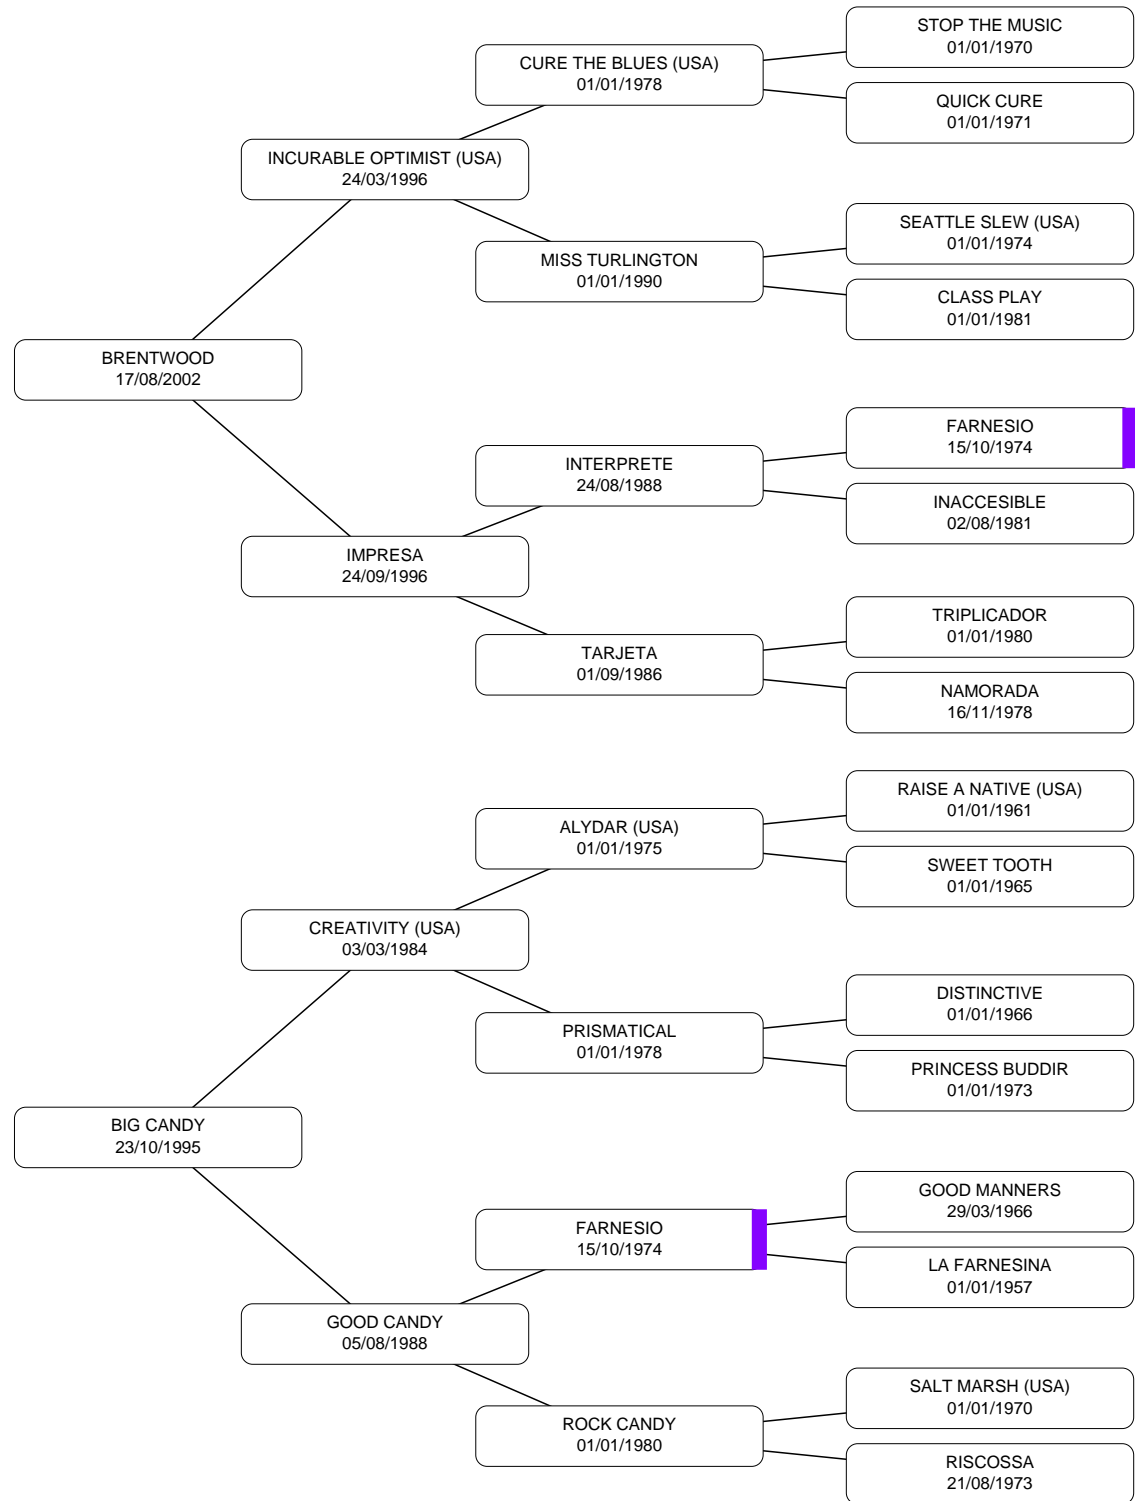 STOP THE MUSIC
01/01/1970
CURE THE BLUES (USA)
01/01/1978
QUICK CURE
01/01/1971
INCURABLE OPTIMIST (USA)
24/03/1996
SEATTLE SLEW (USA)
01/01/1974
MISS TURLINGTON
01/01/1990
CLASS PLAY
01/01/1981
BRENTWOOD
17/08/2002
FARNESIO
15/10/1974
INTERPRETE
24/08/1988
INACCESIBLE
02/08/1981
IMPRESA
24/09/1996
TRIPLICADOR
01/01/1980
TARJETA
01/09/1986
NAMORADA
16/11/1978
RAISE A NATIVE (USA)
01/01/1961
ALYDAR (USA)
01/01/1975
SWEET TOOTH
01/01/1965
CREATIVITY (USA)
03/03/1984
DISTINCTIVE
01/01/1966
PRISMATICAL
01/01/1978
PRINCESS BUDDIR
01/01/1973
BIG CANDY
23/10/1995
GOOD MANNERS
29/03/1966
FARNESIO
15/10/1974
LA FARNESINA
01/01/1957
GOOD CANDY
05/08/1988
SALT MARSH (USA)
01/01/1970
ROCK CANDY
01/01/1980
RISCOSSA
21/08/1973